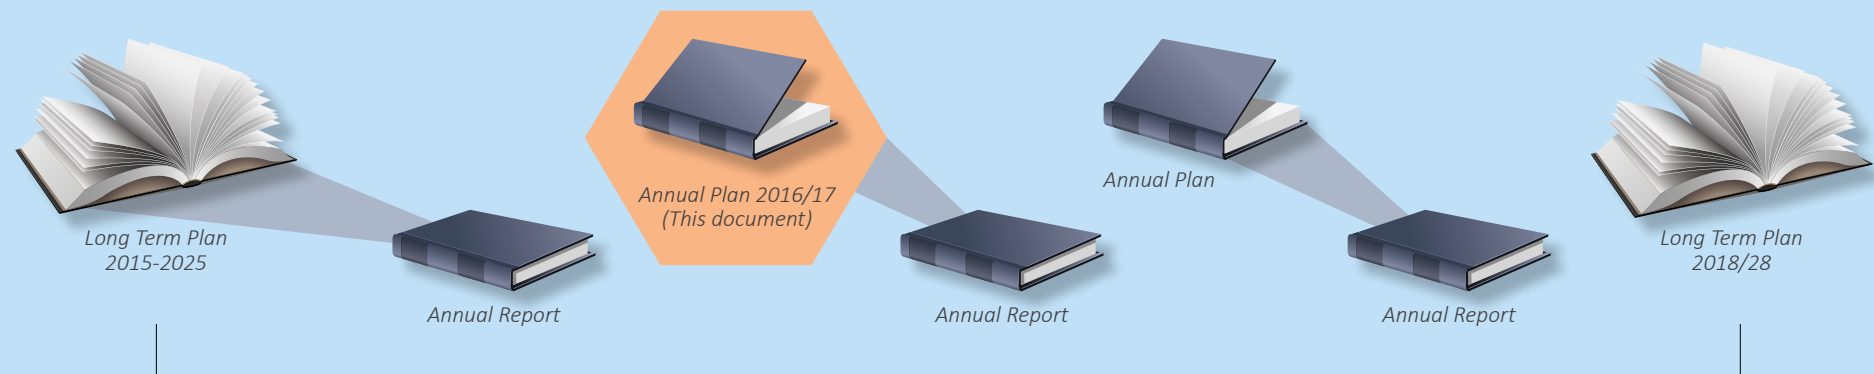 Long Term Plan
2015-2025
Annual Report
Annual Plan 2016/17
(This document)
Annual Report
Annual Plan
Annual Report
Long Term Plan
2018/28